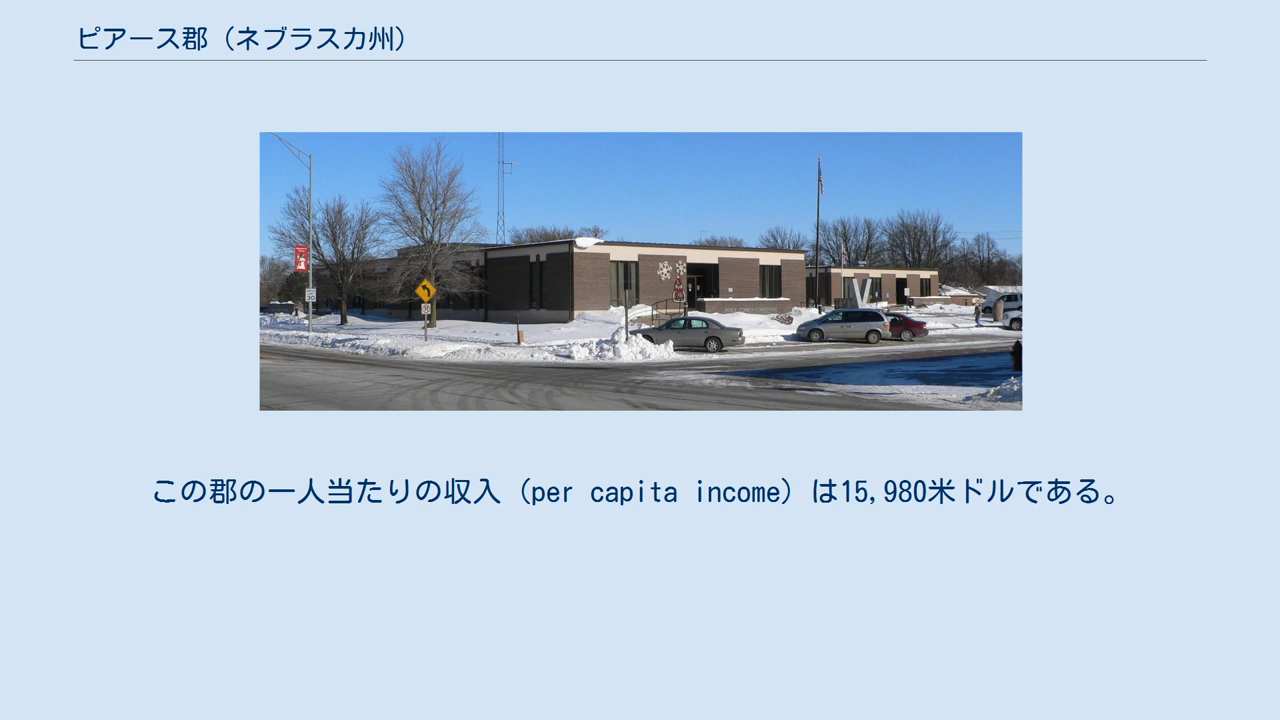 ピアース郡（ネブラスカ州）
30
この郡の一人当たりの収入（per capita income）は15,980米ドルである。